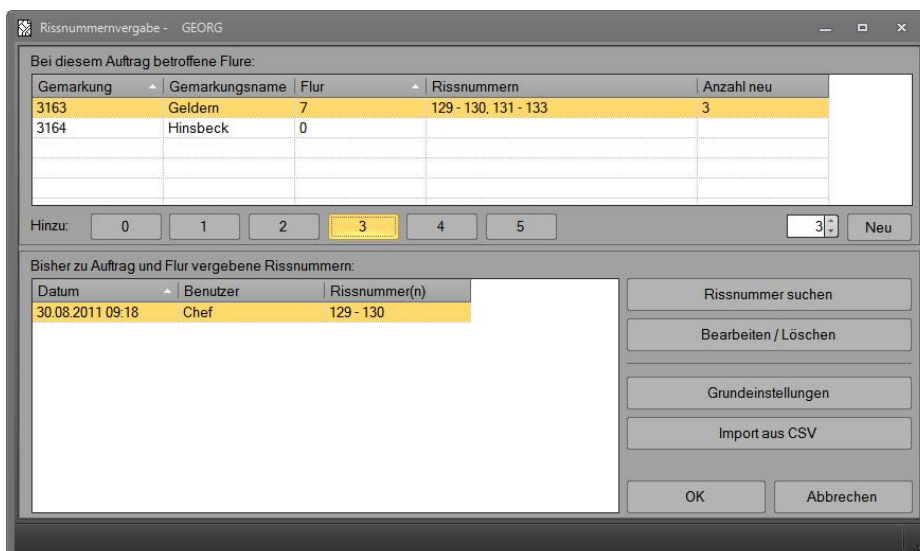 Rissnummernvergabe - GEORG
Bei diesem Auftrag betroffene Flure:
Gemarkung Gemarkungsname Flur Rissnummern Anzahl neu
3163 Geldern 7 129 - 130, 131 - 133 3
3164 Hinsbeck 0
Hinzu: 0 1 2 3 4 5 3 Neu
Bisher zu Auftrag und Flur vergebene Rissnummern:
Datum Benutzer Rissnummer(n)
30.08.2011 09:18 Chef 129 - 130
Rissnummer suchen
Bearbeiten / Löschen
Grundeinstellungen
Import aus CSV
OK Abbrechen